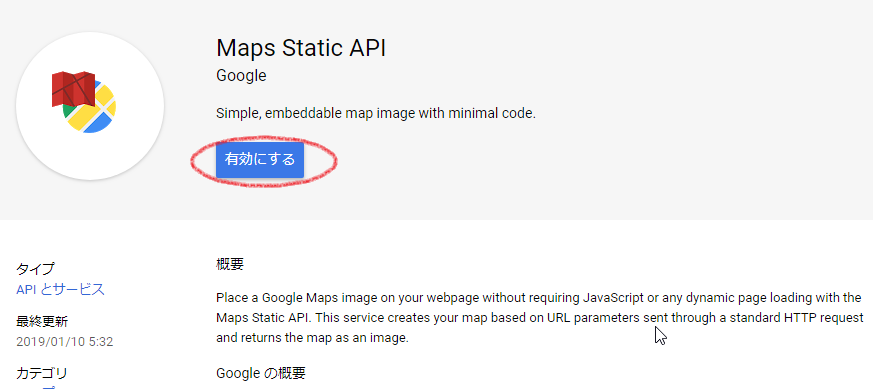 Maps Static API
Google
Simple, embeddable map image with minimal code.
有効にする
タイプ
API とサービス
最終更新
2019/01/10 5:32
カテゴリ
概要
Place a Google Maps image on your webpage without requiring JavaScript or any dynamic page loading with the
Maps Static API. This service creates your map based on URL parameters sent through a standard HTTP request
and returns the map as an image.
Google の概要